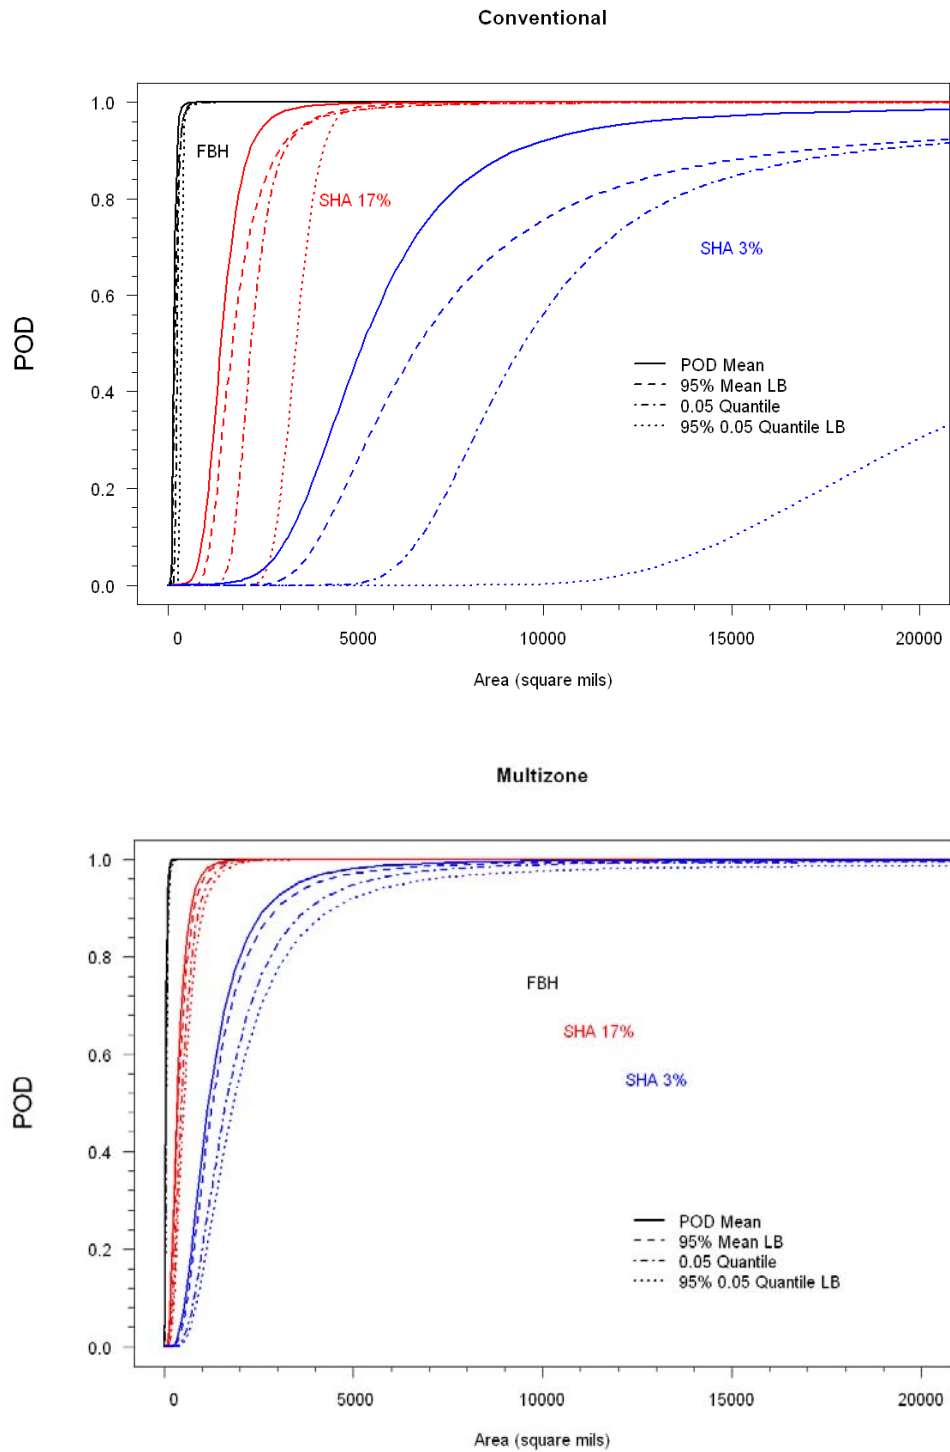 Conventional
1.0
FBH
0.8
SHA 17%
SHA 3%
0.6
POD
POD Mean
95% Mean LB
0.4
0.05 Quantile
95% 0.05 Quantile LB
0.2
0.0
0 5000 10000 15000 20000
Area (square mils)
Multizone
1.0
0.8
FBH
SHA 17%
0.6
SHA 3%
POD
0.4
POD Mean
95% Mean LB
0.2
0.05 Quantile
95% 0.05 Quantile LB
0.0
0 5000 10000 15000 20000
Area (square mils)